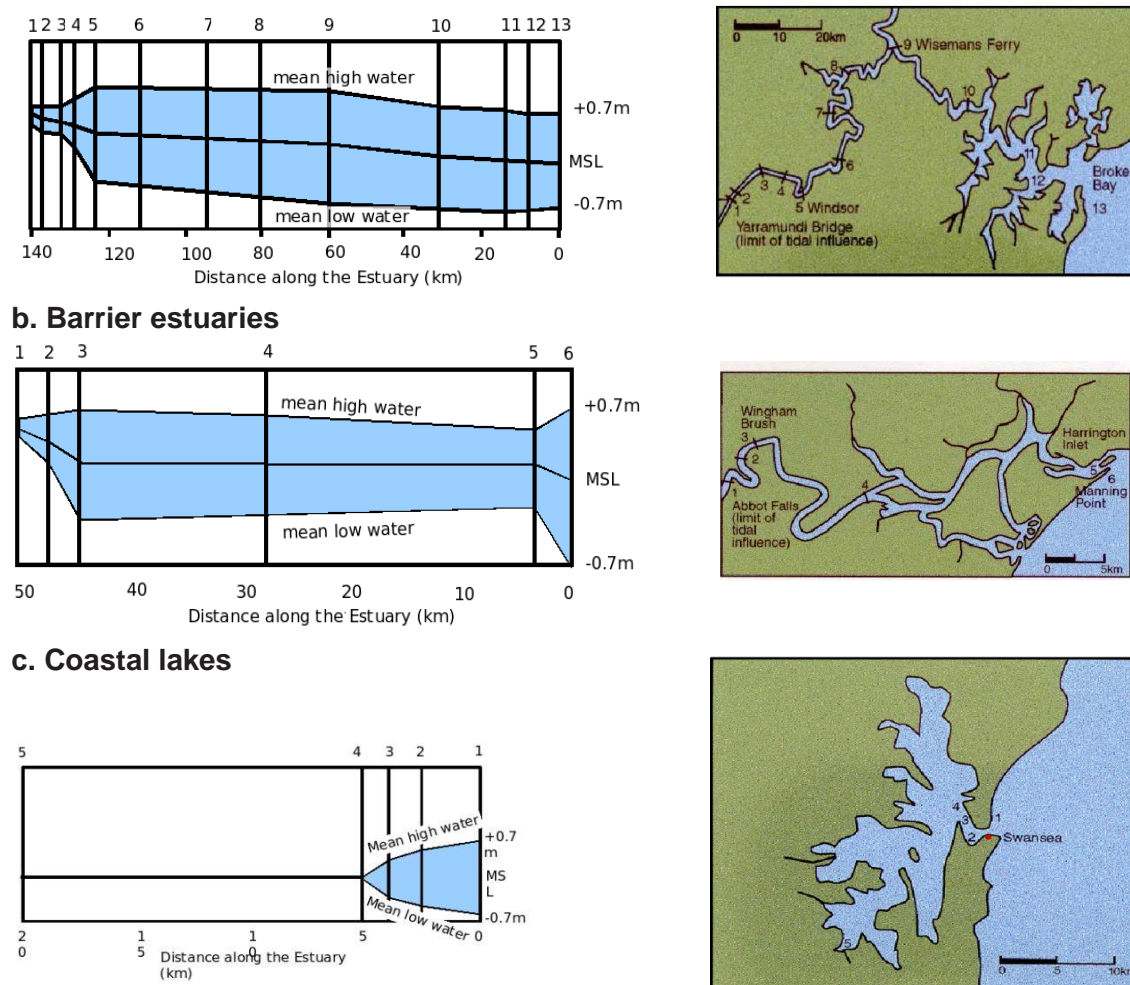 1 2 3 4 5 6 7 8 9 10 11 12 13
mean high water
+0.7m
MSL
-0.7m
mean low water
140 120 100 80 60 40 20 0
Distance along the Estuary (km)
0 10 20km
9 Wisemans Ferry
8
10
7
11
6
3 4
12
Broken
Bay
2
1
5 Windsor
13
Yarramundi Bridge
(limit of tidal influence)
b. Barrier estuaries
1 2 3 4 5 6
mean high water
+0.7m
MSL
mean low water
-0.7m
50 40 30 20 10 0
Distance along the Estuary (km)
Wingham
Brush
3
2
Harrington
Inlet
4
5
6
1
Manning
Point
Abbot Falls
(limit of
tidal
influence)
0 5km
c. Coastal lakes
5 4 3 2 1
Mean high water
+0.7
m
MS
L
Mean low water
-0.7m
2
0
1
5
1
0
5
0
Distance along the Estuary
(km)
4
3
1
2
Swansea
5
0 5 10km